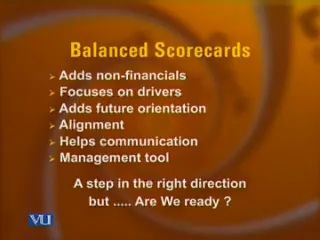 Balanced Scorecards
Adds non-financials
Focuses on drivers
Adds future orientation
Alignment
Helps communication
Management tool
A step in the right direction
but ..... Are We ready ?
VU